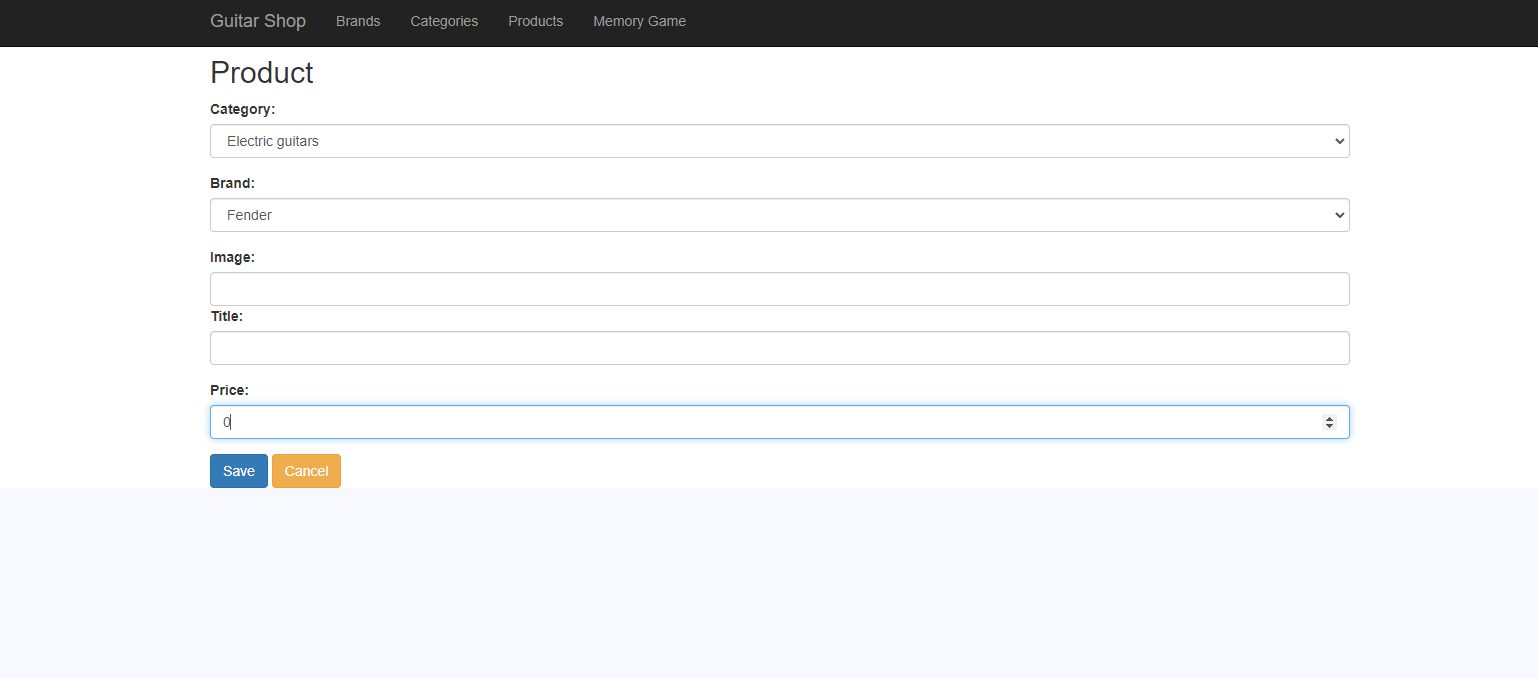 Guitar Shop Brands Categories Products Memory Game
Product
Category:
Electric guitars
Brand:
Fender
Image:
Title:
Price:
0
Save Cancel